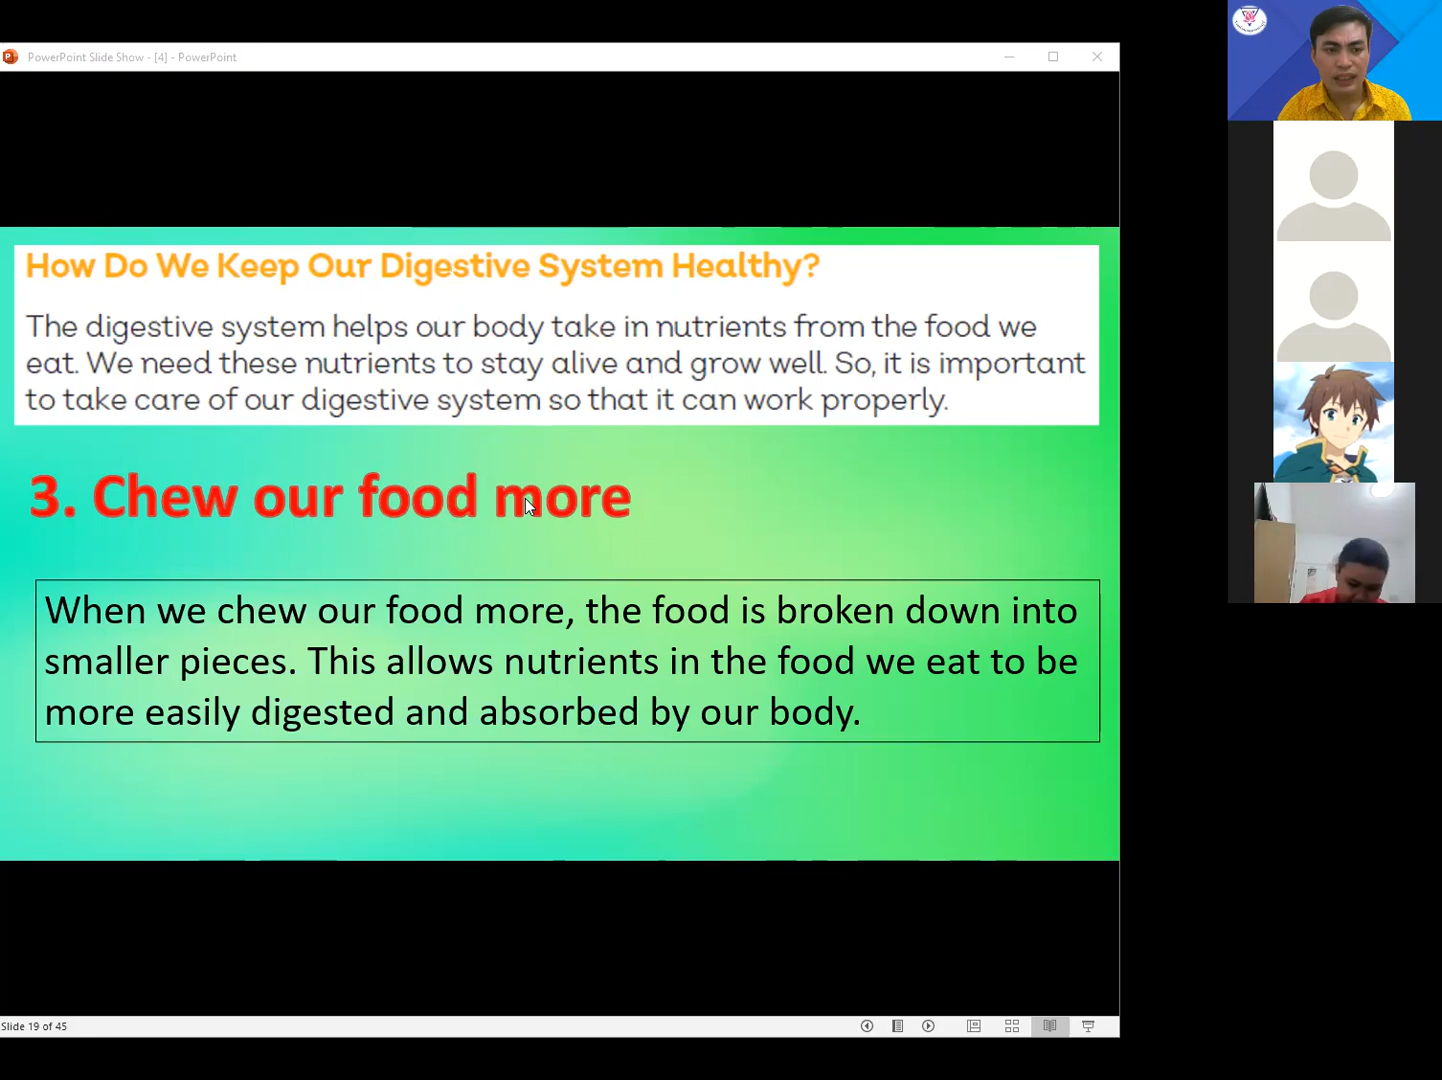 PowerPoint Slide Show - [4] - PowerPoint
How Do We Keep Our Digestive System Healthy?
The digestive system helps our body take in nutrients from the food we
eat. We need these nutrients to stay alive and grow well. So, it is important
to take care of our digestive system so that it can work properly.
3. Chew our food more
When we chew our food more, the food is broken down into
smaller pieces. This allows nutrients in the food we eat to be
more easily digested and absorbed by our body.
Slide 19 of 45